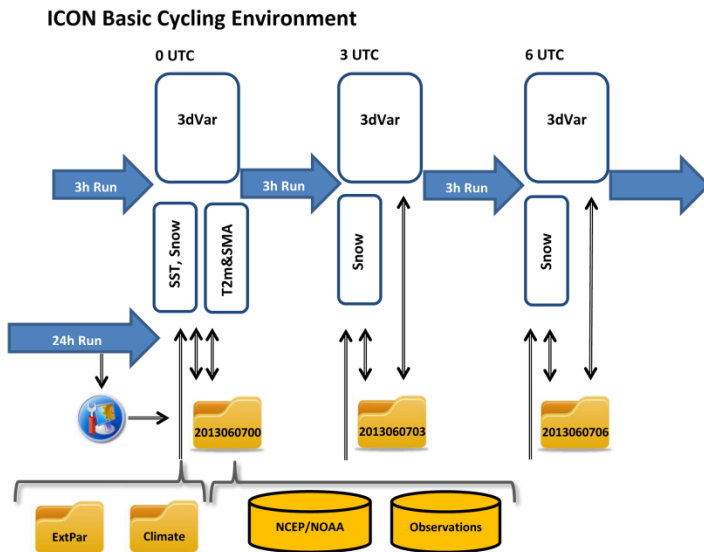 ICON Basic Cycling Environment
0 UTC
3 UTC
6 UTC
3dVar
3dVar
3dVar
3h Run
3h Run
3h Run
SST, Snow
T2m&SMA
Snow
Snow
24h Run
2013060700
2013060703
2013060706
ExtPar
Climate
NCEP/NOAA
Observations